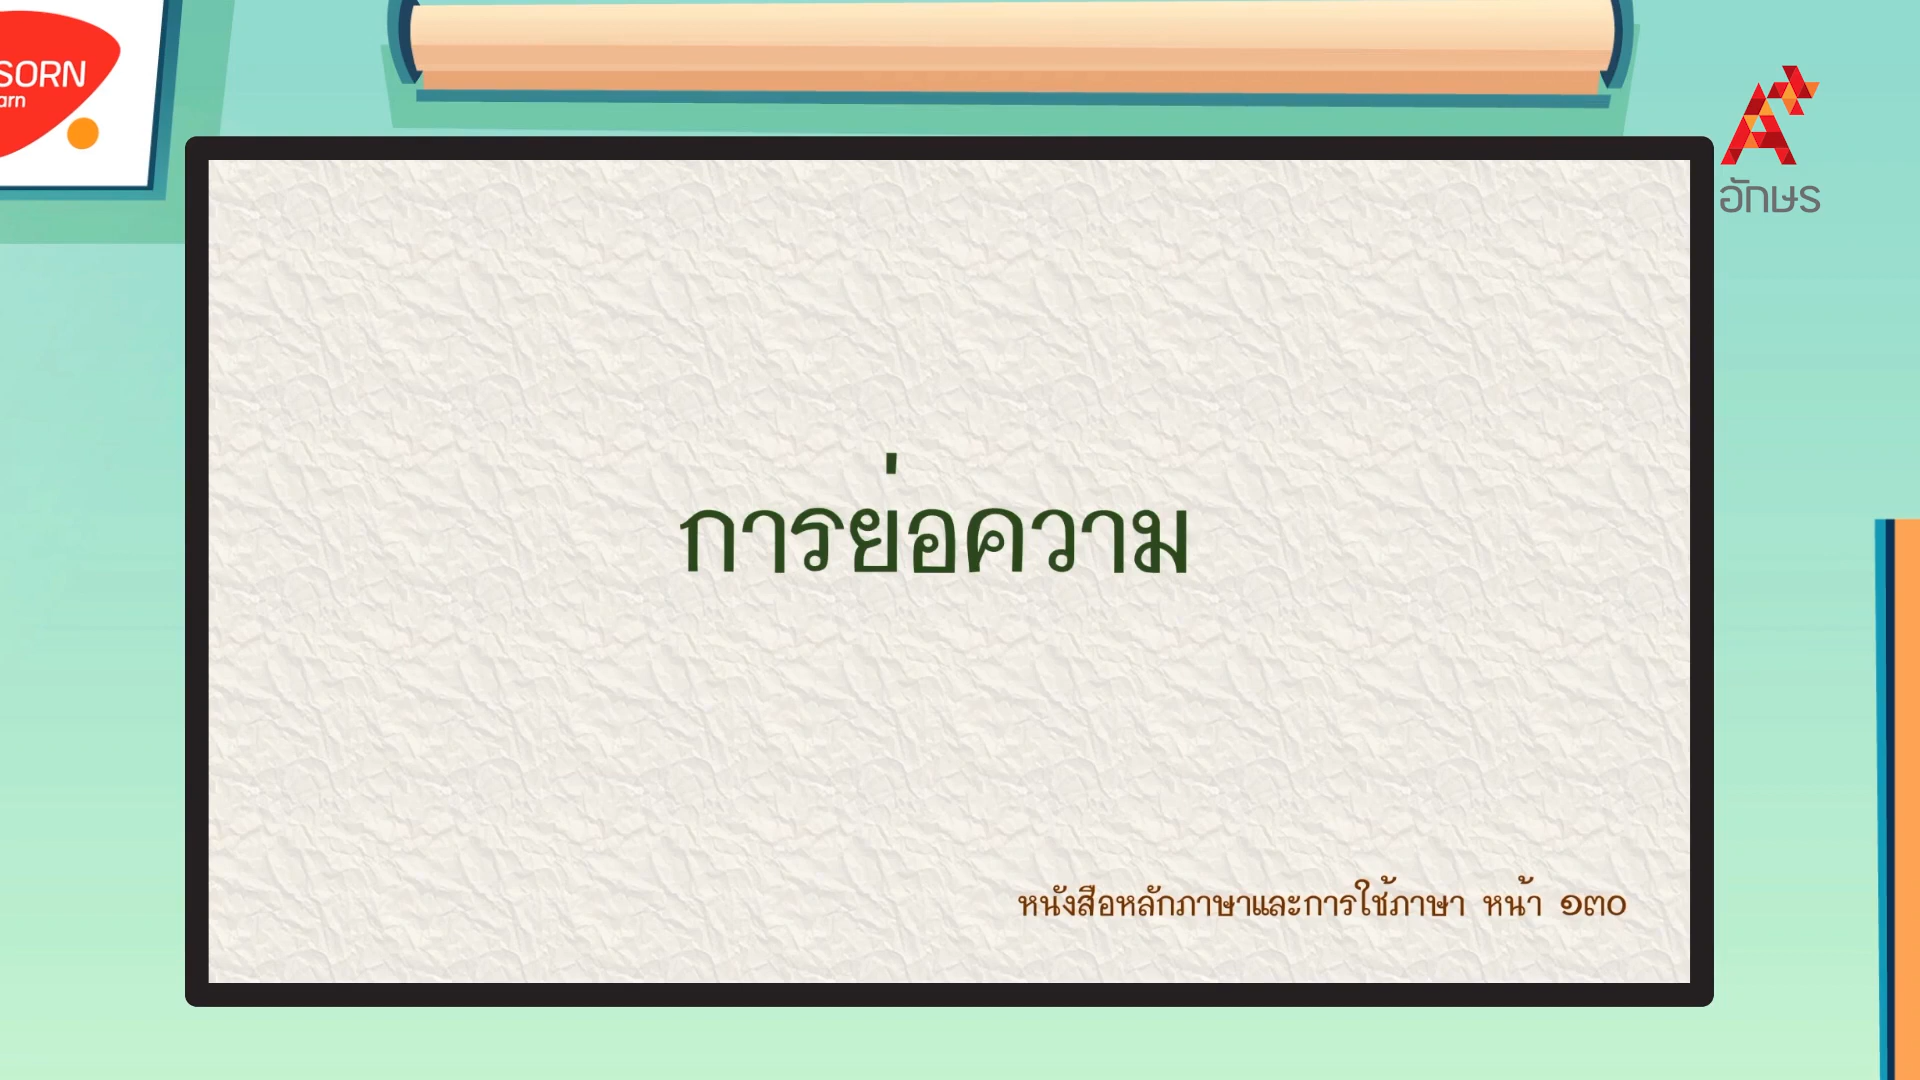 SORN
arn
อักษร
การย่อความ
หนังสือหลักภาษาและการใช้ภาษา หน้า ๑๓๐